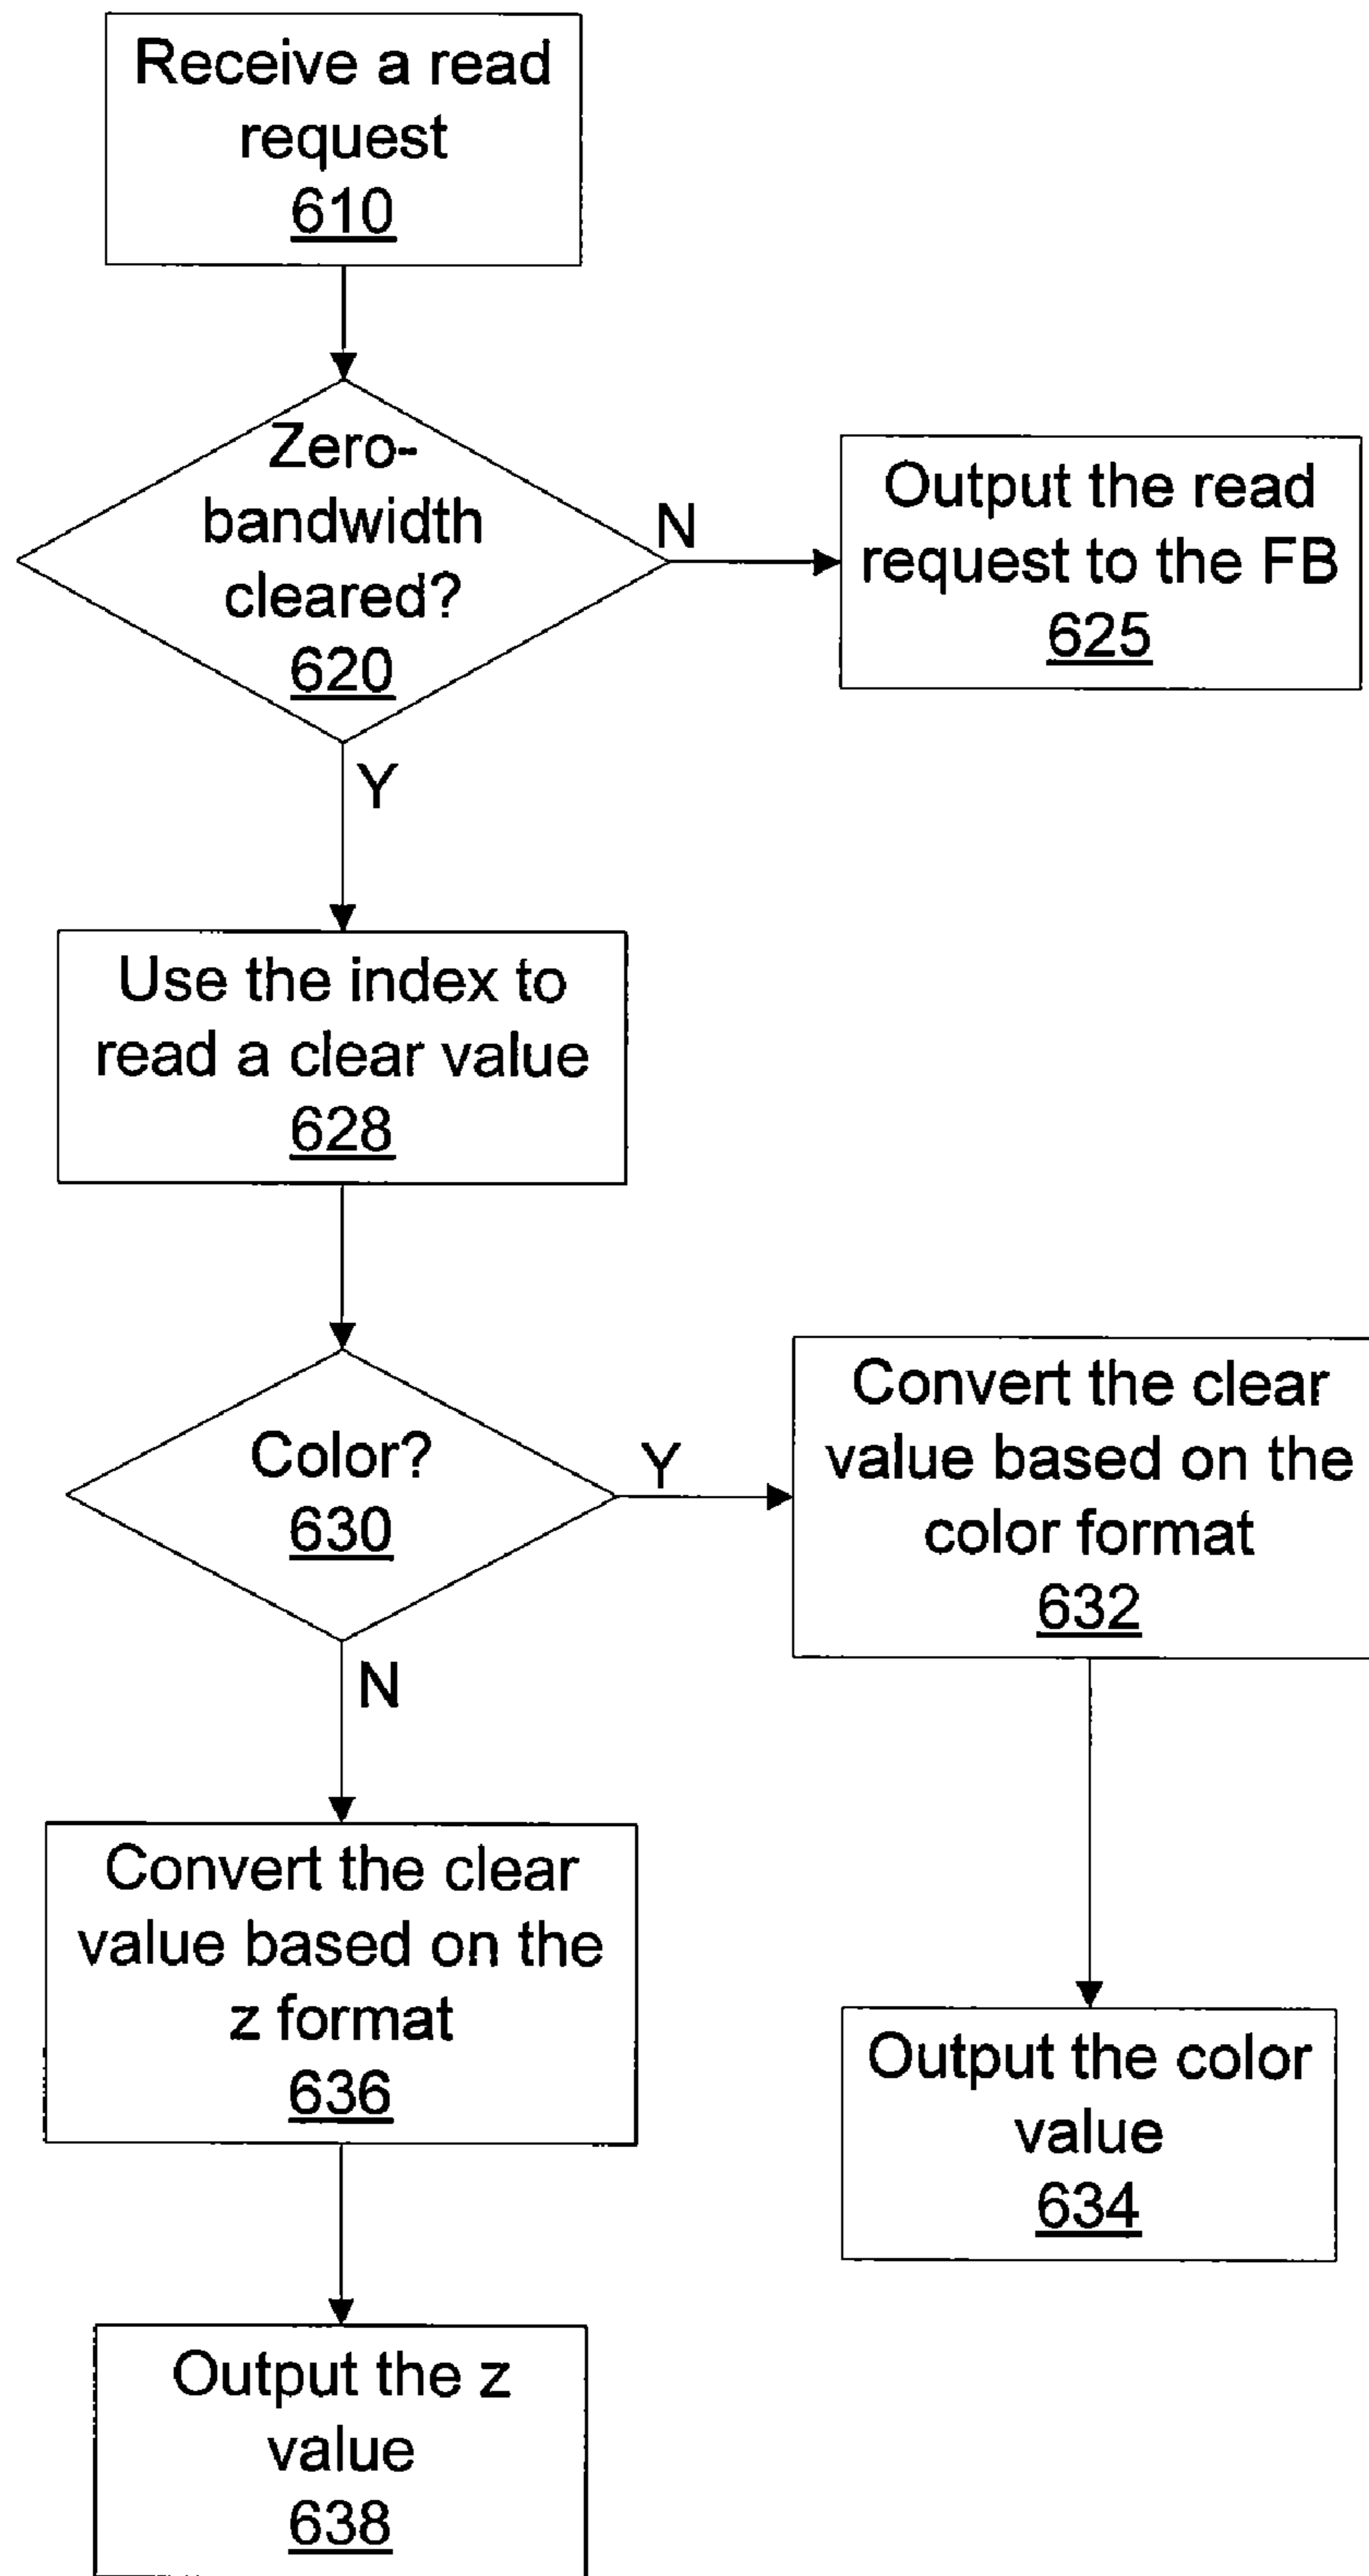 Receive a read
request
610
Zero-
bandwidth
cleared?
620
N
Output the read
request to the FB
625
Y
Use the index to
read a clear value
628
Color?
630
Y
Convert the clear
value based on the
color format
632
N
Convert the clear
value based on the
z format
636
Output the color
value
634
Output the z
value
638